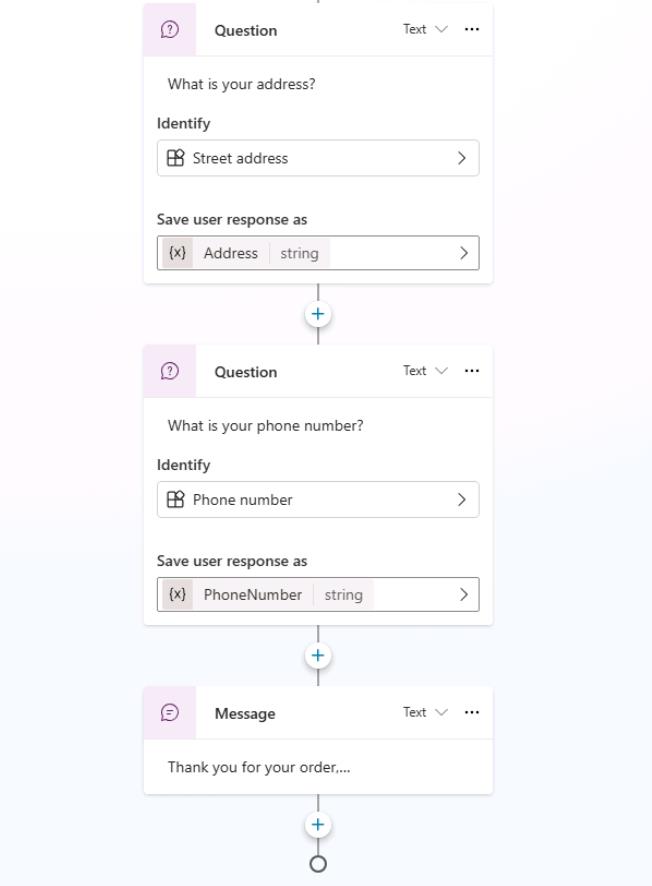 Question
Text
What is your address?
Identify
Street address
Save user response as
{x} Address string
Question
Text
What is your phone number?
Identify
Phone number
Save user response as
{x} PhoneNumber string
Message
Text
Thank you for your order,...